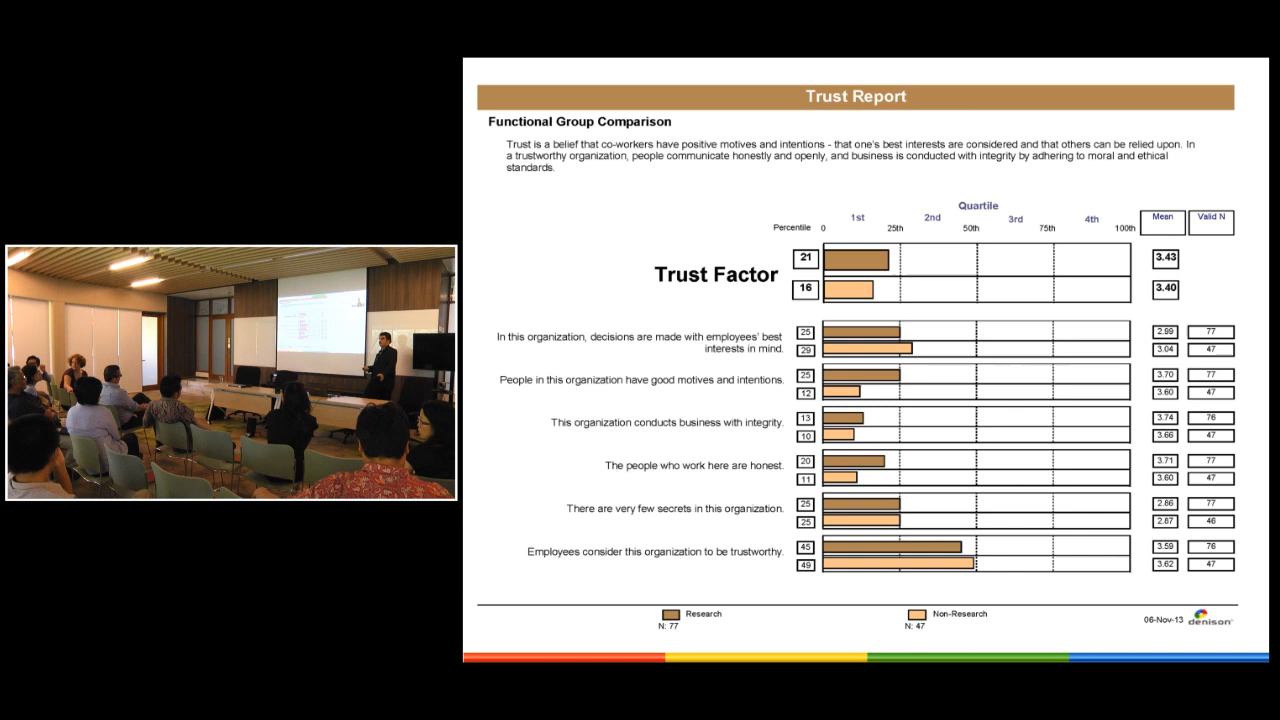 Trust Report
Functional Group Comparison
Trust is a belief that co-workers have positive motives and intentions - that one's best interests are considered and that others can be relied upon. In
a trustworthy organization, people communicate honestly and openly, and business is conducted with integrity by adhering to moral and ethical
standards.
Quartile
1st 2nd 3rd 4th Mean Valid N
Percentile 0 25th 50th 75th 100th
Trust Factor
21 3.43
16 3.40
In this organization, decisions are made with employees' best
interests in mind.
25 2.99 77
29 3.04 47
People in this organization have good motives and intentions.
25 3.70 77
12 3.60 47
This organization conducts business with integrity.
13 3.74 76
10 3.66 47
The people who work here are honest.
20 3.71 77
11 3.60 47
There are very few secrets in this organization.
25 2.86 77
25 2.87 46
Employees consider this organization to be trustworthy.
45 3.59 76
49 3.62 47
Research Non-Research
N: 77 N: 47
06-Nov-13 denison